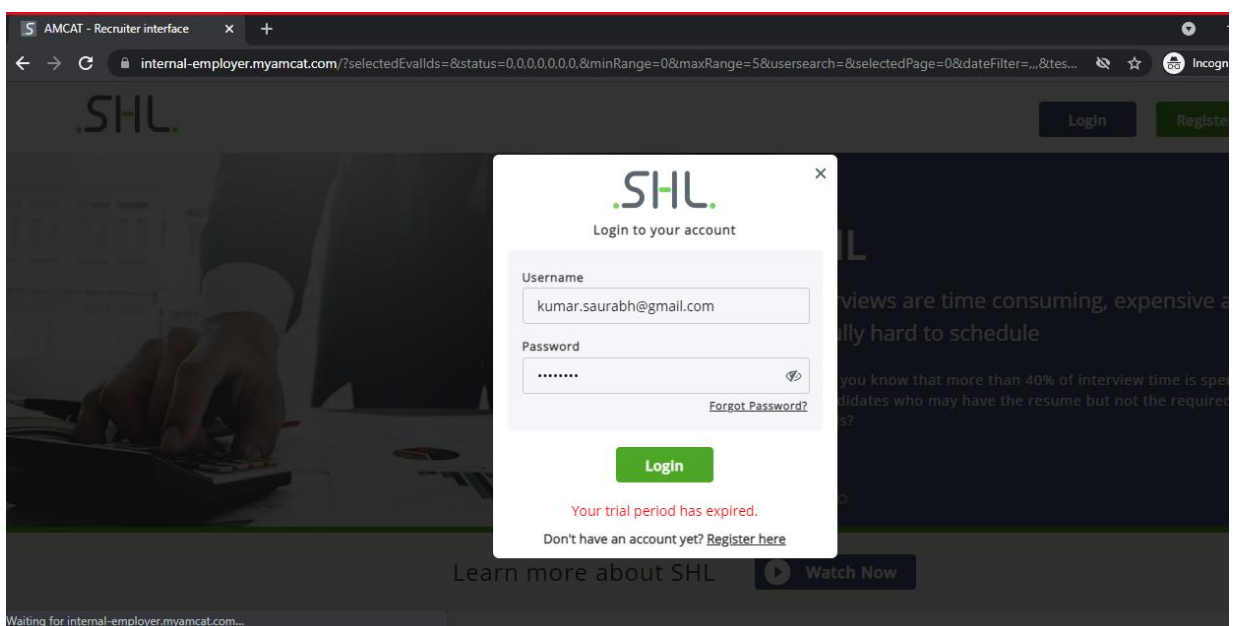 AMCAT - Recruiter interface
internal-employer.myamcat.com/?selectedEvalIds=&status=0,0,0,0,0,0,0,&minRange=0&maxRange=5&usersearch=&selectedPage=0&dateFilter=,,,&tes...
Incogn
.SHL.
Login
Registe
.SHL.
Login to your account
Username
kumar.saurabh@gmail.com
Password
Forgot Password?
Login
Your trial period has expired.
Don't have an account yet? Register here
L
views are time consuming, expensive a
lly hard to schedule
you know that more than 40% of interview time is spe
didates who may have the resume but not the required
s?
Learn more about SHL
Watch Now
Waiting for internal-employer.myamcat.com...